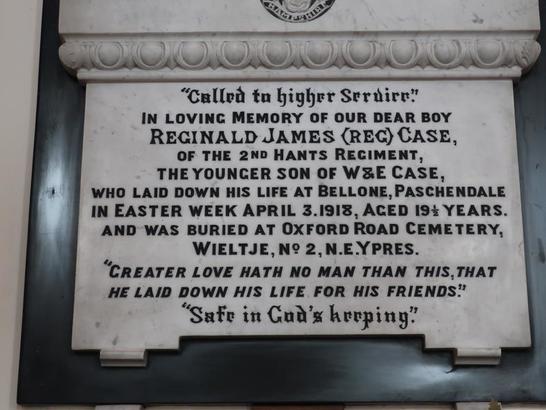 HAMPSHIRE
"Called to higher Service."
IN LOVING MEMORY OF OUR DEAR BOY
REGINALD JAMES (REG) CASE,
OF THE 2ND HANTS REGIMENT,
THE YOUNGER SON OF W&E CASE,
WHO LAID DOWN HIS LIFE AT BELLONE, PASCHENDALE
IN EASTER WEEK APRIL 3.1918, AGED 19½ YEARS.
AND WAS BURIED AT OXFORD ROAD CEMETERY,
WIELTJE, No 2, N.E. YPRES.
"GREATER LOVE HATH NO MAN THAN THIS, THAT
HE LAID DOWN HIS LIFE FOR HIS FRIENDS."
"Safe in God's keeping."